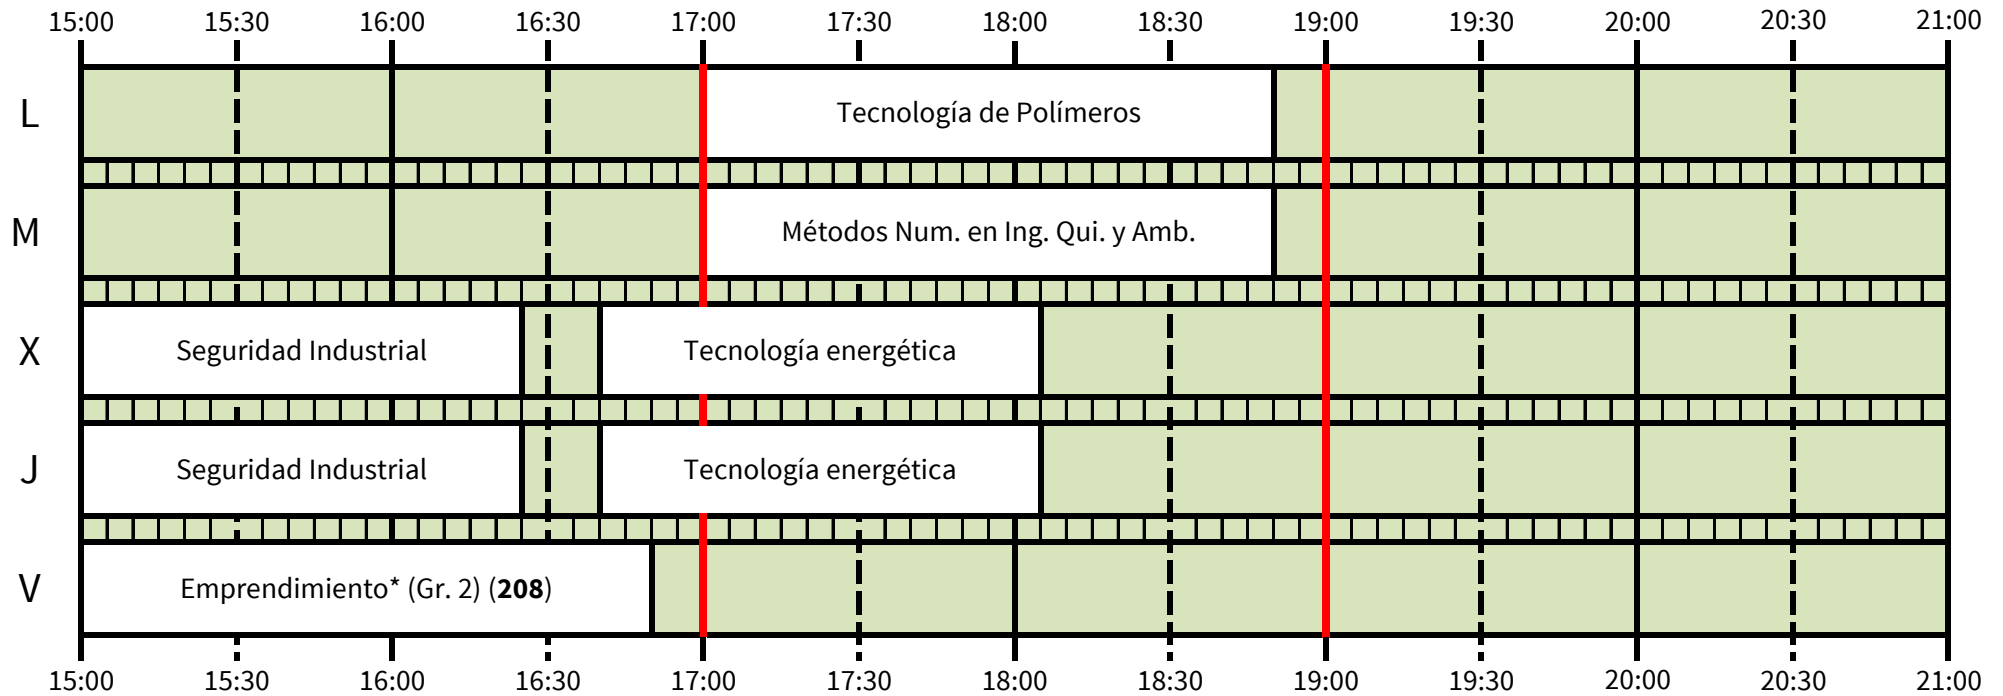 15:00 15:30 16:00 16:30 17:00 17:30 18:00 18:30 19:00 19:30 20:00 20:30 21:00
L Tecnología de Polímeros
M Métodos Num. en Ing. Qui. y Amb.
X Seguridad Industrial Tecnología energética
J Seguridad Industrial Tecnología energética
V Emprendimiento* (Gr. 2) (208)
15:00 15:30 16:00 16:30 17:00 17:30 18:00 18:30 19:00 19:30 20:00 20:30 21:00